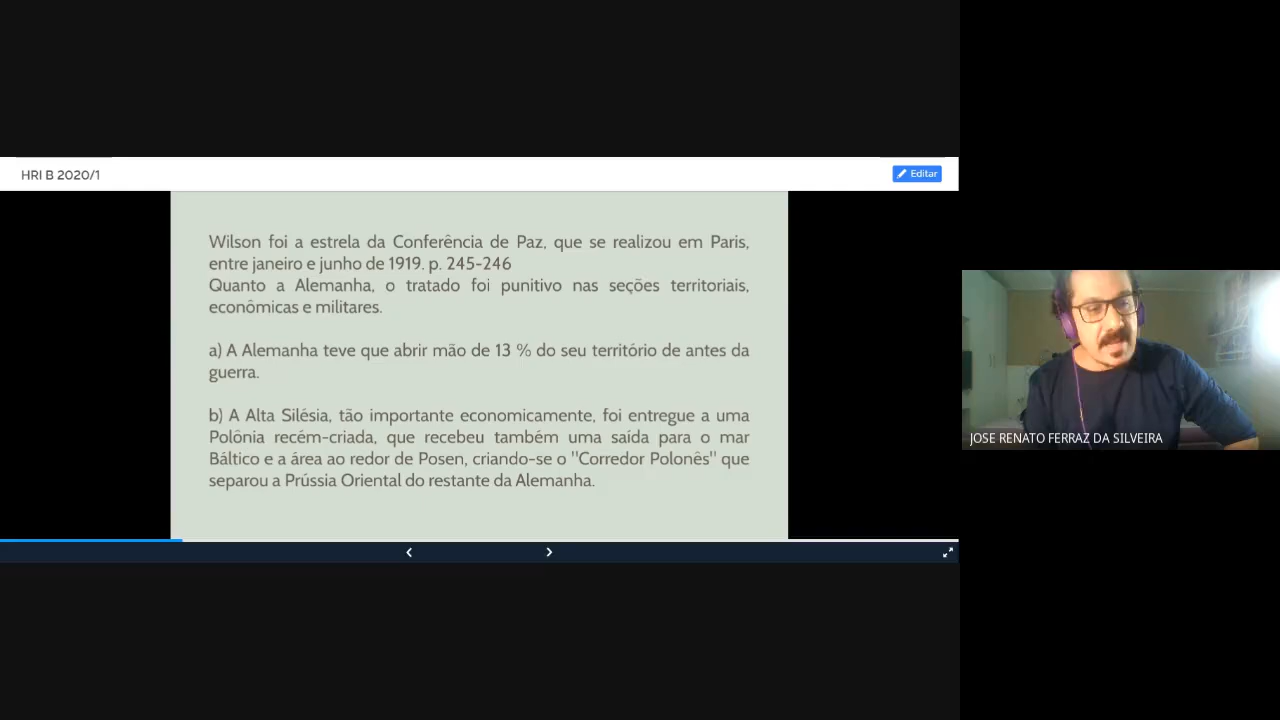 HRI B 2020/1
Editar
Wilson foi a estrela da Conferência de Paz, que se realizou em Paris,
entre janeiro e junho de 1919. p. 245-246
Quanto a Alemanha, o tratado foi punitivo nas seções territoriais,
econômicas e militares.
a) A Alemanha teve que abrir mão de 13 % do seu território de antes da
guerra.
b) A Alta Silésia, tão importante economicamente, foi entregue a uma
Polônia recém-criada, que recebeu também uma saída para o mar
Báltico e a área ao redor de Posen, criando-se o "Corredor Polonês" que
separou a Prússia Oriental do restante da Alemanha.
JOSE RENATO FERRAZ DA SILVEIRA